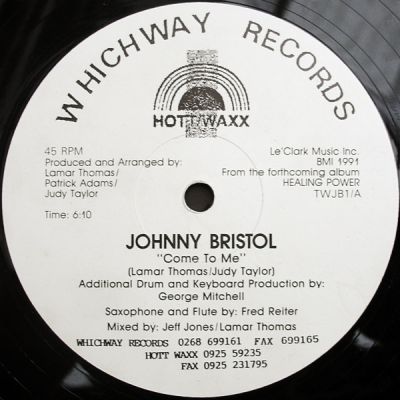 WHICHWAY RECORDS
HOTT WAXX
45 RPM
Produced and Arranged by:
Lamar Thomas/
Patrick Adams/
Judy Taylor
Time: 6:10
Le'Clark Music Inc.
BMI 1991
From the forthcoming album
HEALING POWER
TWJB1/A
JOHNNY BRISTOL
"Come To Me"
(Lamar Thomas/Judy Taylor)
Additional Drum and Keyboard Production by:
George Mitchell
Saxophone and Flute by: Fred Reiter
Mixed by: Jeff Jones/Lamar Thomas
WHICHWAY RECORDS 0268 699161 FAX 699165
HOTT WAXX 0925 59235
FAX 0925 231795